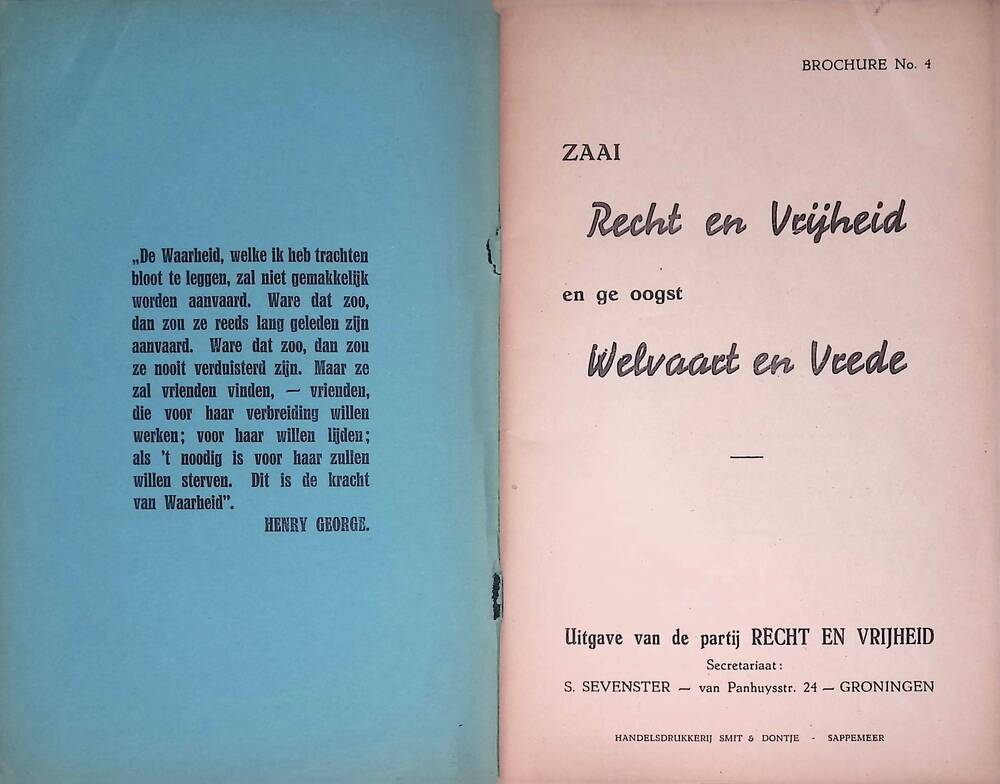 „De Waarheid, welke ik heb trachten
bloot te leggen, zal niet gemakkelijk
worden aanvaard. Ware dat zoo,
dan zou ze reeds lang geleden zijn
aanvaard. Ware dat zoo, dan zou
ze nooit verduisterd zijn. Maar ze
zal vrienden vinden, — vrienden,
die voor haar verbreiding willen
werken; voor haar willen lijden;
als 't noodig is voor haar zullen
willen sterven. Dit is de kracht
van Waarheid”.
HENRY GEORGE.
BROCHURE No. 4
ZAAI
Recht en Vrijheid
en ge oogst
Welvaart en Vrede
Uitgave van de partij RECHT EN VRIJHEID
Secretariaat:
S. SEVENSTER — van Panhuysstr. 24 — GRONINGEN
HANDELSDRUKKERIJ SMIT & DONTJE - SAPPEMEER